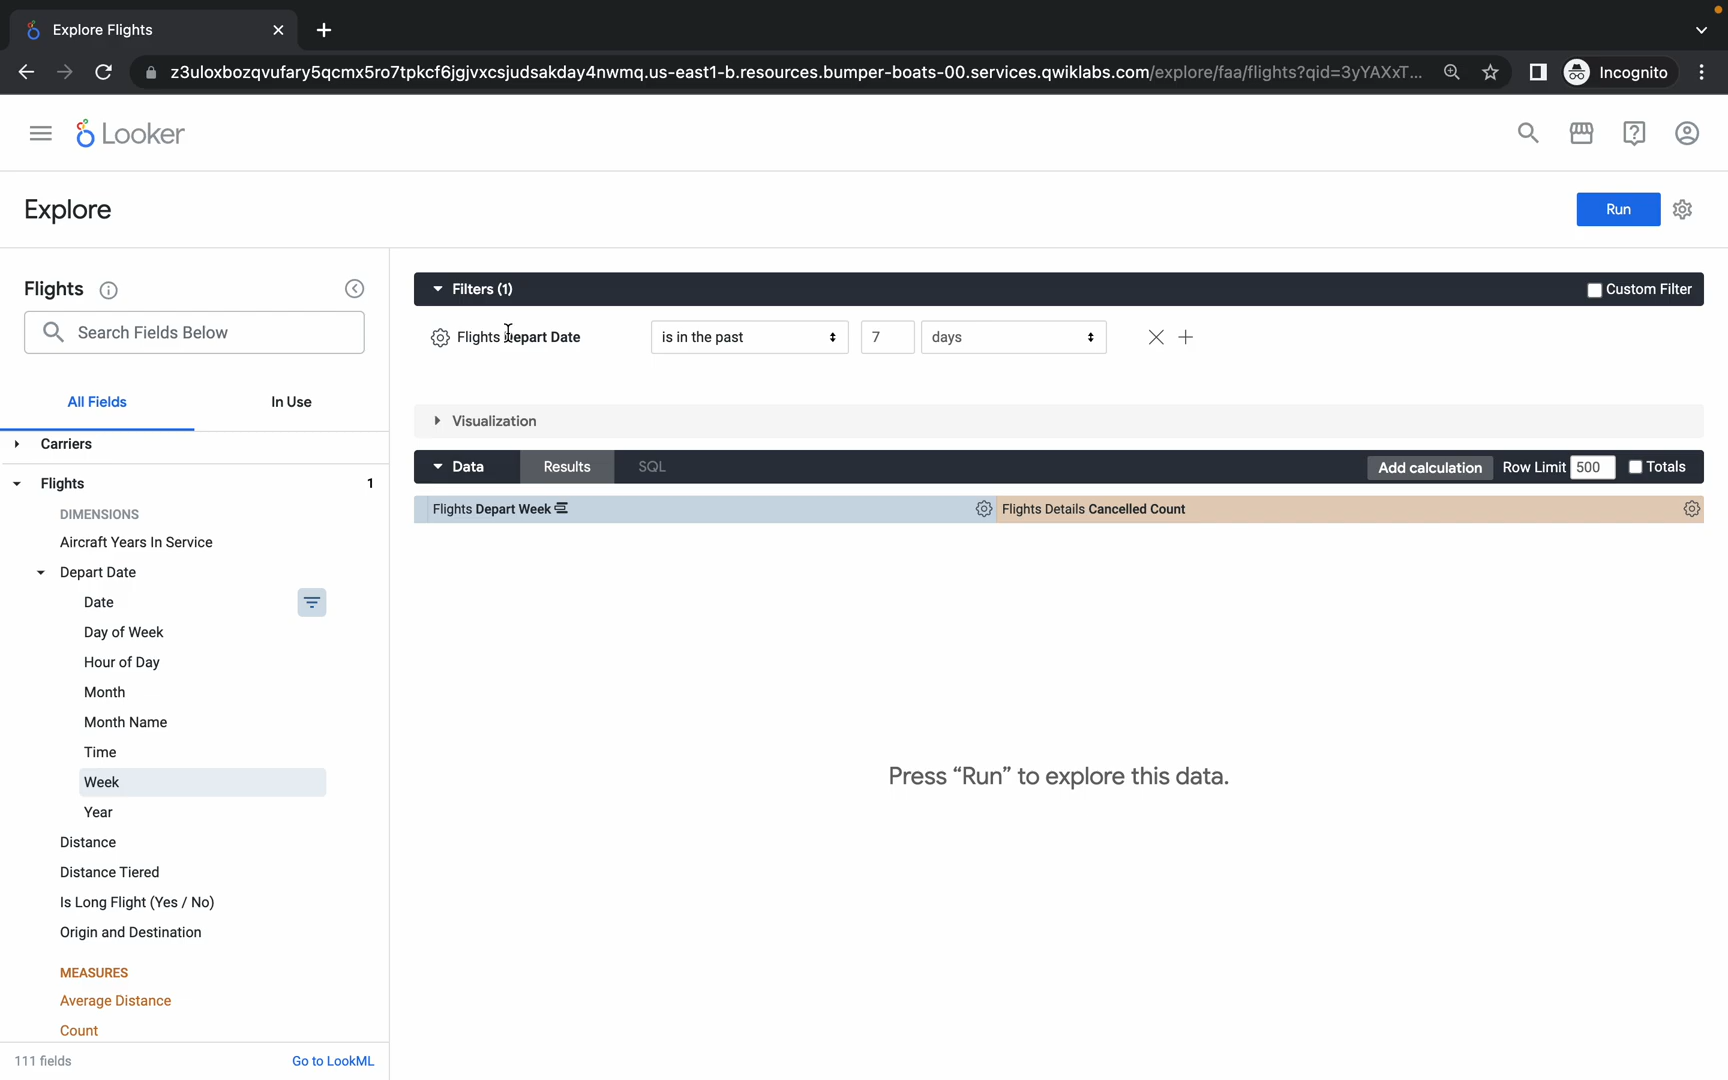 Explore Flights
z3uloxbozqvufary5qcmx5ro7tpkcf6jgjvxcsjudsakday4nwmq.us-east1-b.resources.bumper-boats-00.services.qwiklabs.com/explore/faa/flights?qid=3yYAXxT...
Incognito
Looker
Explore
Run
Flights
Search Fields Below
All Fields
In Use
Carriers
Flights 1
DIMENSIONS
Aircraft Years In Service
Depart Date
Date
Day of Week
Hour of Day
Month
Month Name
Time
Week
Year
Distance
Distance Tiered
Is Long Flight (Yes / No)
Origin and Destination
MEASURES
Average Distance
Count
111 fields
Go to LookML
Filters (1)
Custom Filter
Flights Depart Date
is in the past
7
days
Visualization
Data
Results
SQL
Add calculation
Row Limit 500
Totals
Flights Depart Week
Flights Details Cancelled Count
Press “Run” to explore this data.